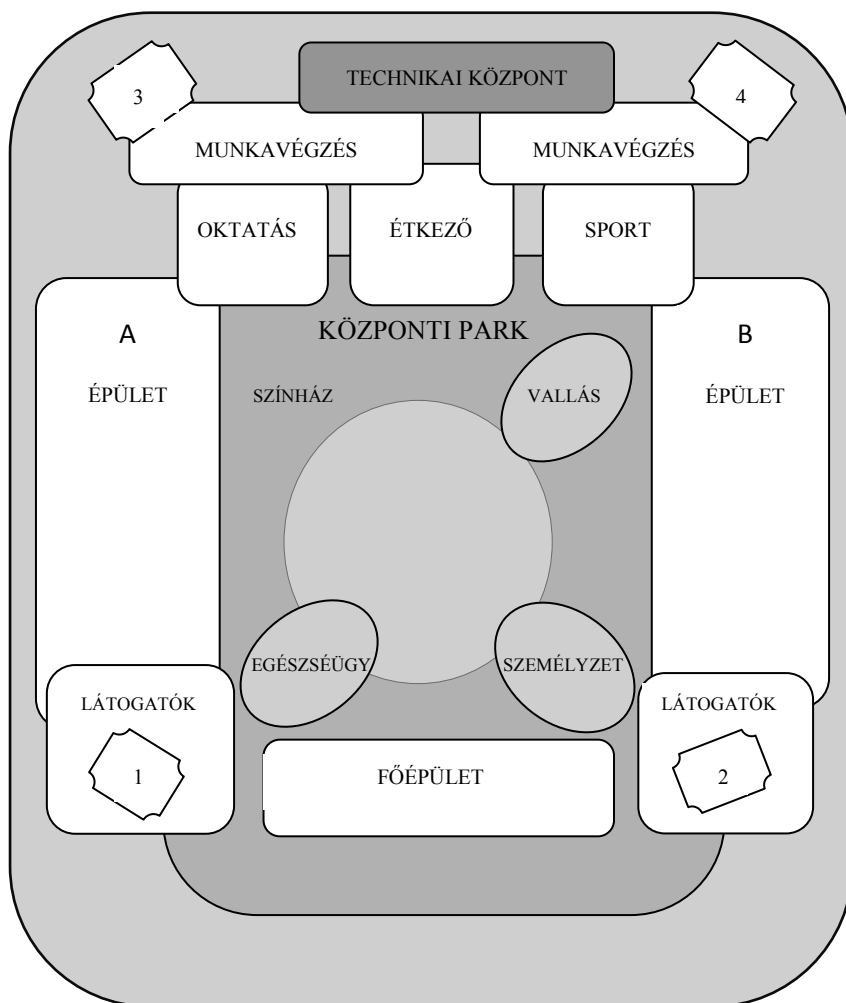 TECHNIKAI KÖZPONT
3
4
MUNKAVÉGZÉS
MUNKAVÉGZÉS
OKTATÁS
ÉTKEZŐ
SPORT
KÖZPONTI PARK
A
ÉPÜLET
B
ÉPÜLET
SZÍNHÁZ
VALLÁS
EGÉSZSÉÜGY
SZEMÉLYZET
LÁTOGATÓK
1
LÁTOGATÓK
2
FŐÉPÜLET